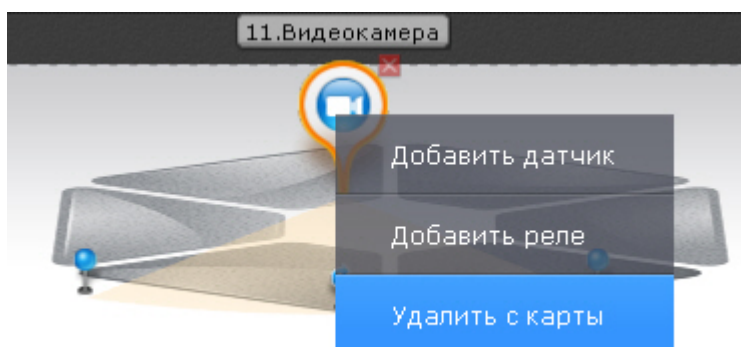 11.Видеокамера
Добавить датчик
Добавить реле
Удалить с карты